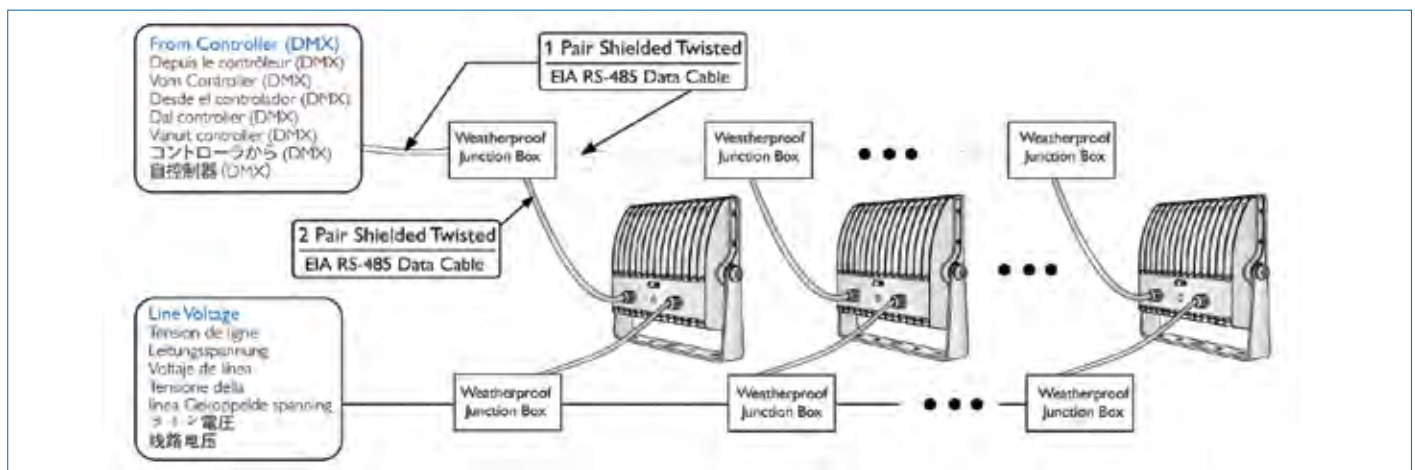 From Controller (DMX)
Depuis le contrôleur (DMX)
Vom Controller (DMX)
Desde el controlador (DMX)
Dal controller (DMX)
Vanuit controller (DMX)
コントローラから (DMX)
自控制器 (DMX)
1 Pair Shielded Twisted
EIA RS-485 Data Cable
Weatherproof
Junction Box
Weatherproof
Junction Box
Weatherproof
Junction Box
2 Pair Shielded Twisted
EIA RS-485 Data Cable
Line Voltage
Tension de ligne
Leitungsspannung
Voltaje de línea
Tensione della
linea Gekoppelde spanning
ライン電圧
线路电压
Weatherproof
Junction Box
Weatherproof
Junction Box
Weatherproof
Junction Box